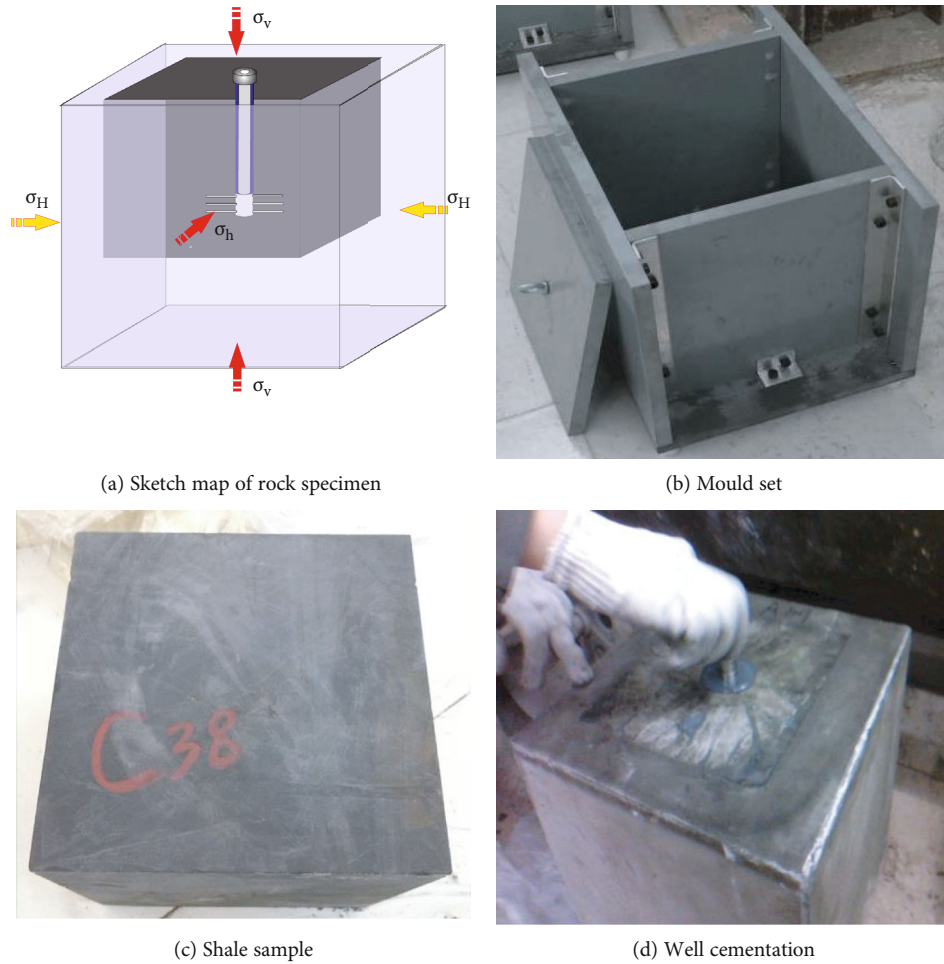 σv
σH
σH
σh
σv
(a) Sketch map of rock specimen
(b) Mould set
C38
(c) Shale sample
(d) Well cementation